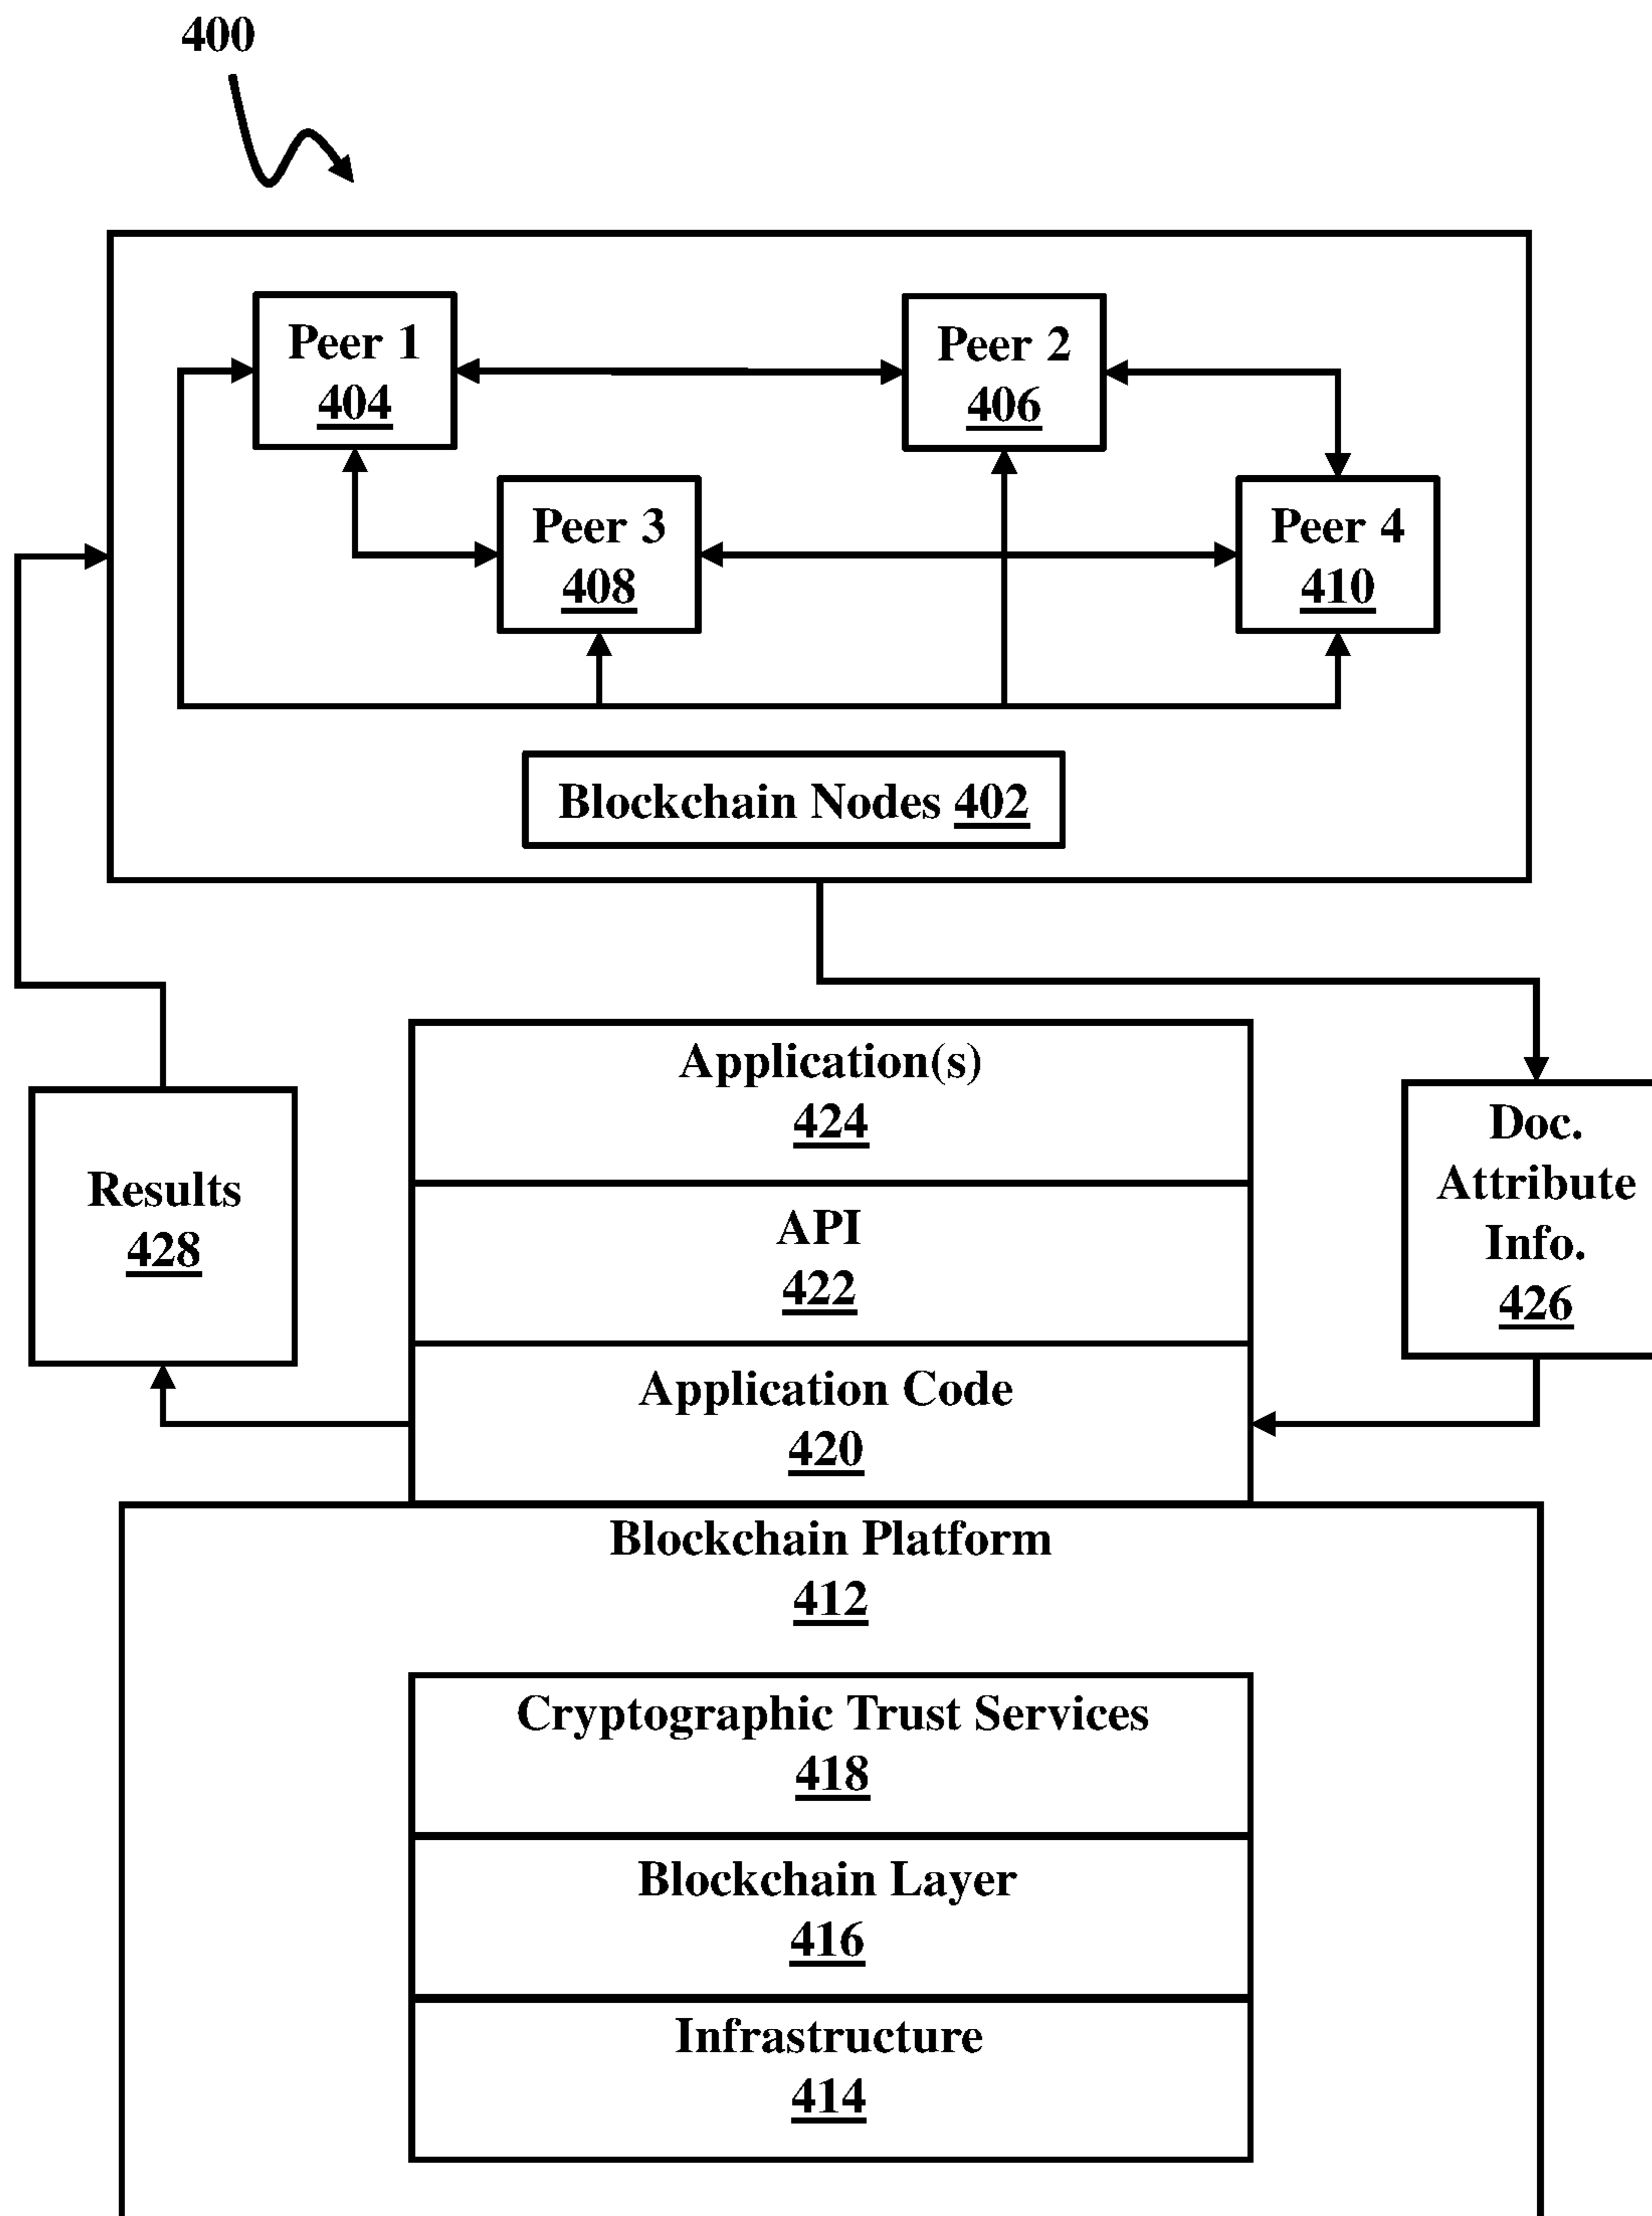 400
Peer 1
404
Peer 2
406
Peer 3
408
Peer 4
410
Blockchain Nodes 402
Application(s)
424
API
422
Application Code
420
Results
428
Doc.
Attribute
Info.
426
Blockchain Platform
412
Cryptographic Trust Services
418
Blockchain Layer
416
Infrastructure
414